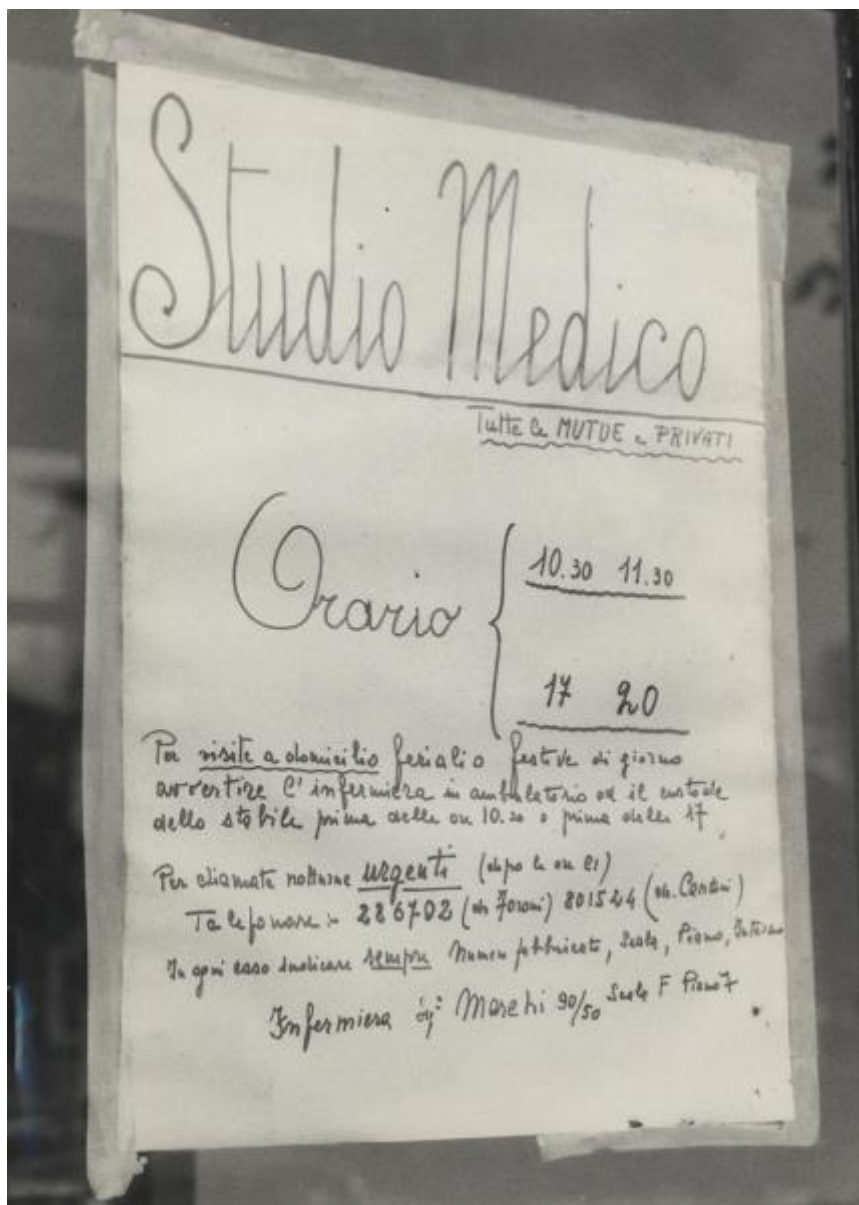 Studio Medico
Tutte le MUTUE e PRIVATI
Orario
10.30 11.30
17 20
Per visite a domicilio feriali o festive di giorno
avvertire l'infermiera in ambulatorio od il custode
dello stabile prima delle ore 10.30 o prima delle 17
Per chiamate notturne urgenti (dopo le ore 21)
Telefonare :- 286702 (dr Foroni) 801524 (dr. Contini)
In ogni caso indicare sempre Numero fabbricato, Scala, Piano, Interno
Infermiera Marchi 90/50 Scala F Piano 7